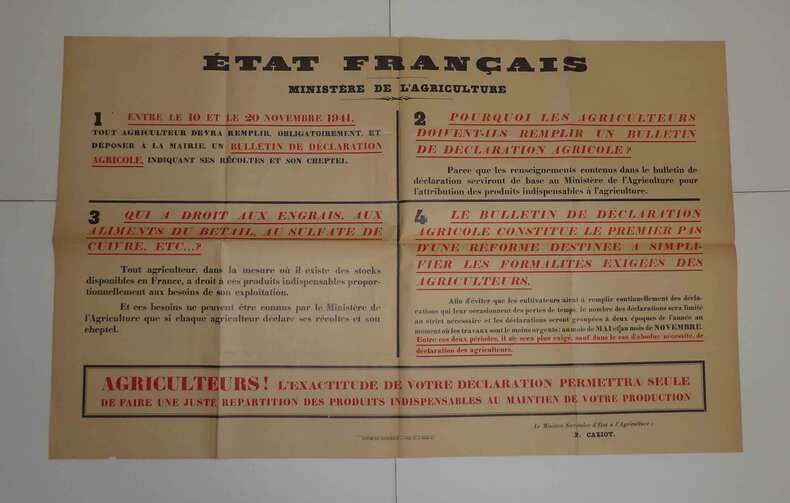 ÉTAT FRANÇAIS
MINISTÈRE DE L'AGRICULTURE
1 ENTRE LE 10 ET LE 20 NOVEMBRE 1941,
TOUT AGRICULTEUR DEVRA REMPLIR, OBLIGATOIREMENT, ET
DÉPOSER A LA MAIRIE, UN BULLETIN DE DÉCLARATION
AGRICOLE, INDIQUANT SES RÉCOLTES ET SON CHEPTEL.
2 POURQUOI LES AGRICULTEURS
DOIVENT-ILS REMPLIR UN BULLETIN
DE DÉCLARATION AGRICOLE ?
Parce que les renseignements contenus dans le bulletin de
déclaration serviront de base au Ministère de l'Agriculture pour
l'attribution des produits indispensables à l'agriculture.
3 QUI A DROIT AUX ENGRAIS, AUX
ALIMENTS DU BÉTAIL, AU SULFATE DE
CUIVRE, ETC...?
Tout agriculteur, dans la mesure où il existe des stocks
disponibles en France, a droit à ces produits indispensables propor-
tionnellement aux besoins de son exploitation.
Et ces besoins ne peuvent être connus par le Ministère de
l'Agriculture que si chaque agriculteur déclare ses récoltes et son
cheptel.
4 LE BULLETIN DE DÉCLARATION
AGRICOLE CONSTITUE LE PREMIER PAS
D'UNE RÉFORME DESTINÉE A SIMPLI-
FIER LES FORMALITÉS EXIGÉES DES
AGRICULTEURS.
Afin d'éviter que les cultivateurs aient à remplir continuellement des décla-
rations qui leur occasionnent des pertes de temps, le nombre des déclarations sera limité
au strict nécessaire et les déclarations seront groupées à deux époques de l'année au
moment où les travaux sont le moins urgents : au mois de MAI et au mois de NOVEMBRE.
Entre ces deux périodes, il ne sera plus exigé, sauf dans le cas d'absolue nécessité, de
déclaration des agriculteurs.
AGRICULTEURS ! L'EXACTITUDE DE VOTRE DÉCLARATION PERMETTRA SEULE
DE FAIRE UNE JUSTE RÉPARTITION DES PRODUITS INDISPENSABLES AU MAINTIEN DE VOTRE PRODUCTION
Le Ministre Secrétaire d'État à l'Agriculture :
P. CAZIOT.